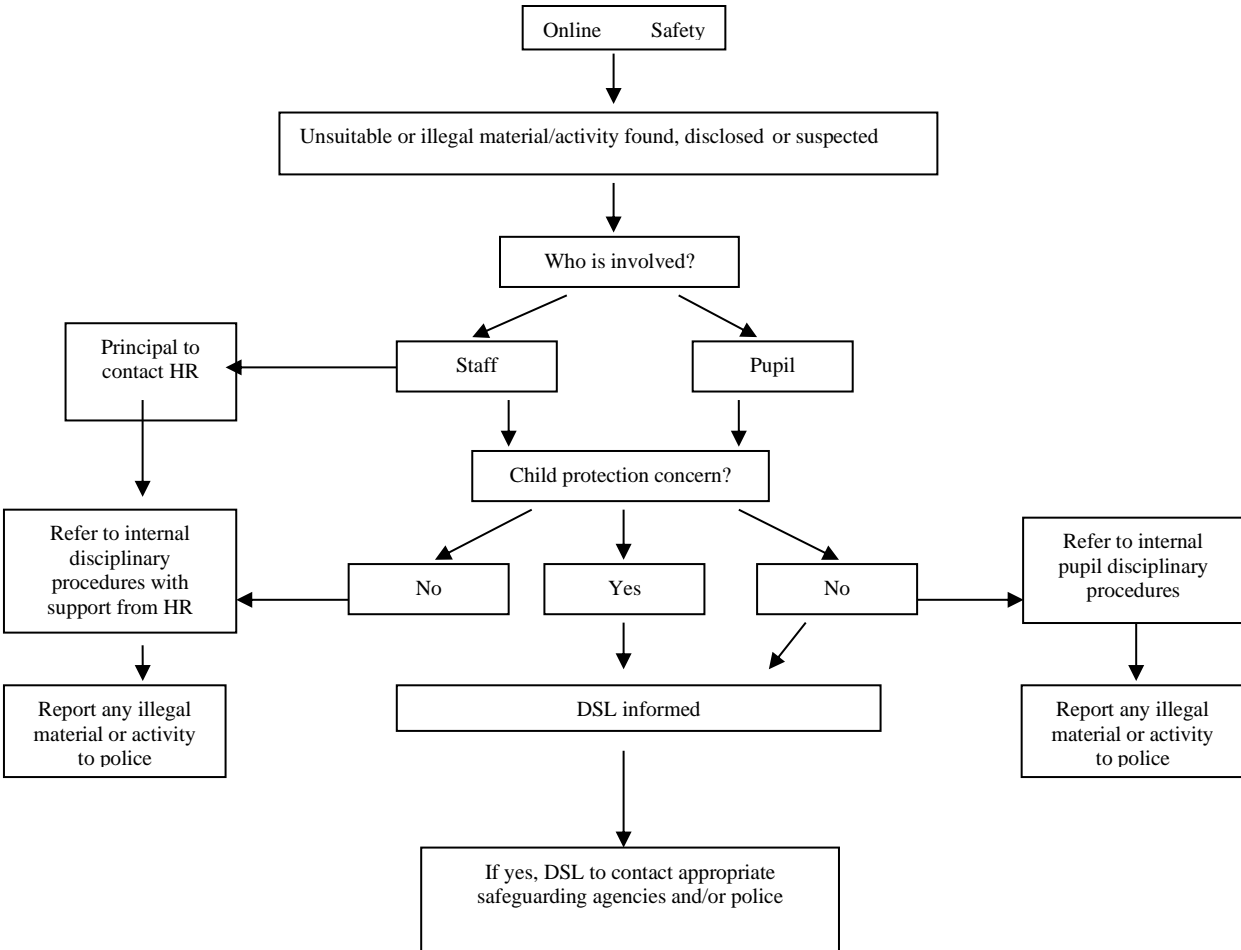 Online Safety
Unsuitable or illegal material/activity found, disclosed or suspected
Who is involved?
Principal to
contact HR
Staff
Pupil
Child protection concern?
Refer to internal
disciplinary
procedures with
support from HR
No
Yes
No
Refer to internal
pupil disciplinary
procedures
Report any illegal
material or activity
to police
DSL informed
Report any illegal
material or activity
to police
If yes, DSL to contact appropriate
safeguarding agencies and/or police